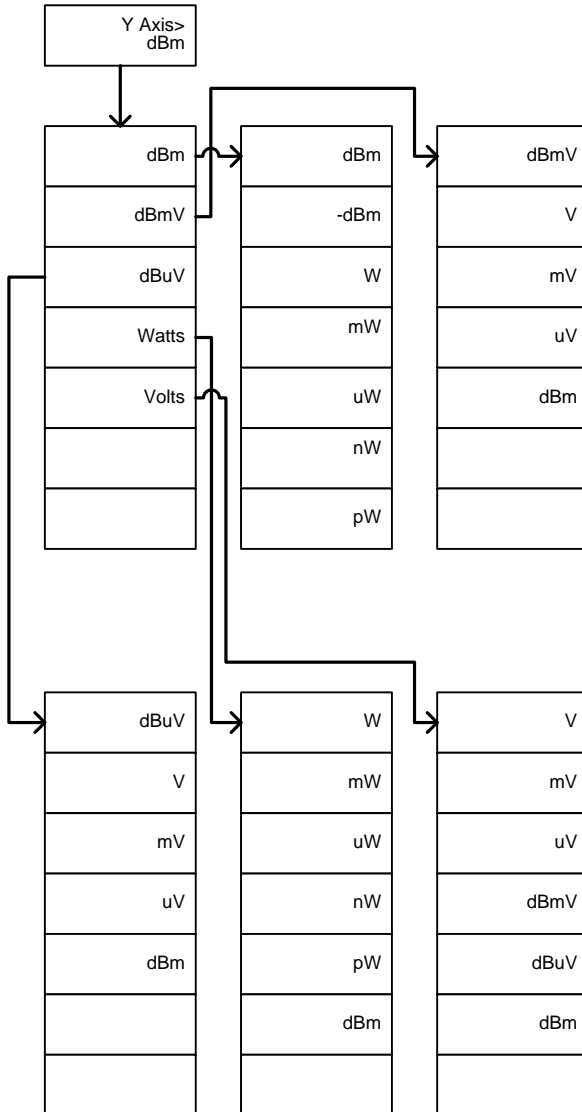 Y Axis>
dBm
dBm
dBmV
dBuV
Watts
Volts
dBm
-dBm
W
mW
uW
nW
pW
dBmV
V
mV
uV
dBm
dBuV
V
mV
uV
dBm
W
mW
uW
nW
pW
dBm
V
mV
uV
dBmV
dBuV
dBm